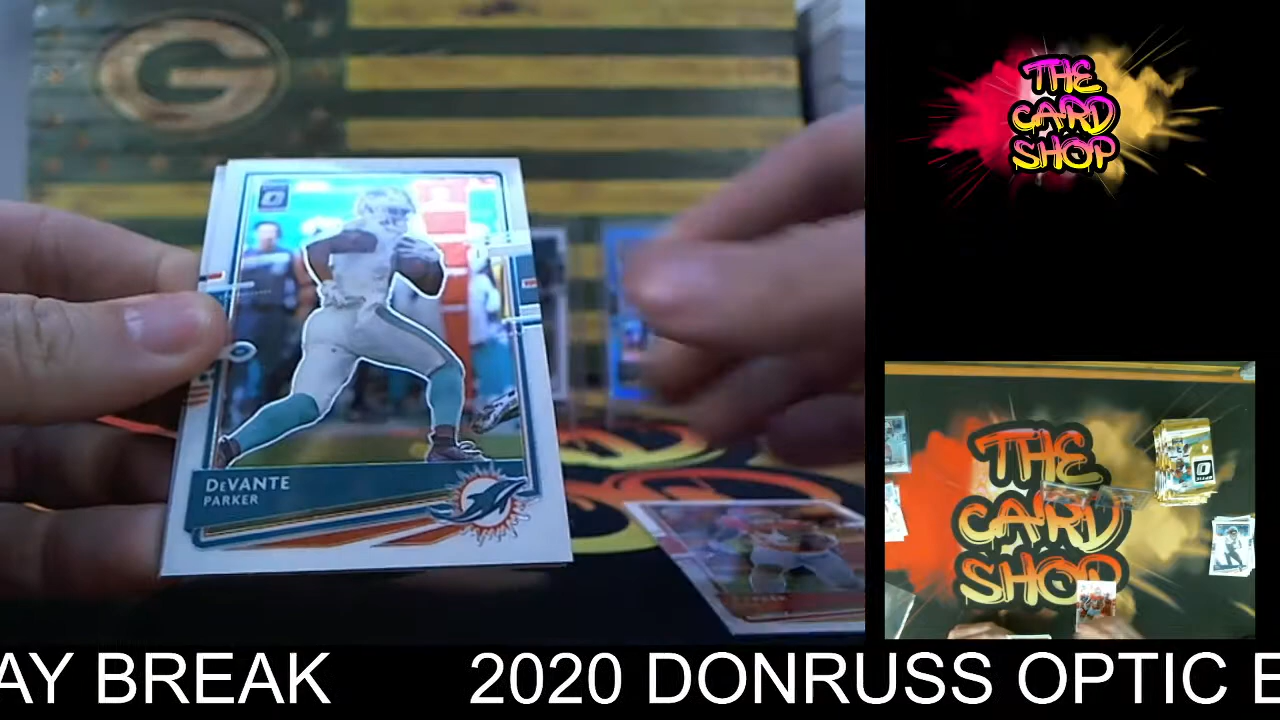 G
DEVANTE
PARKER
THE
CARD
SHOP
THE
CARD
SHOP
AY BREAK
2020 DONRUSS OPTIC E